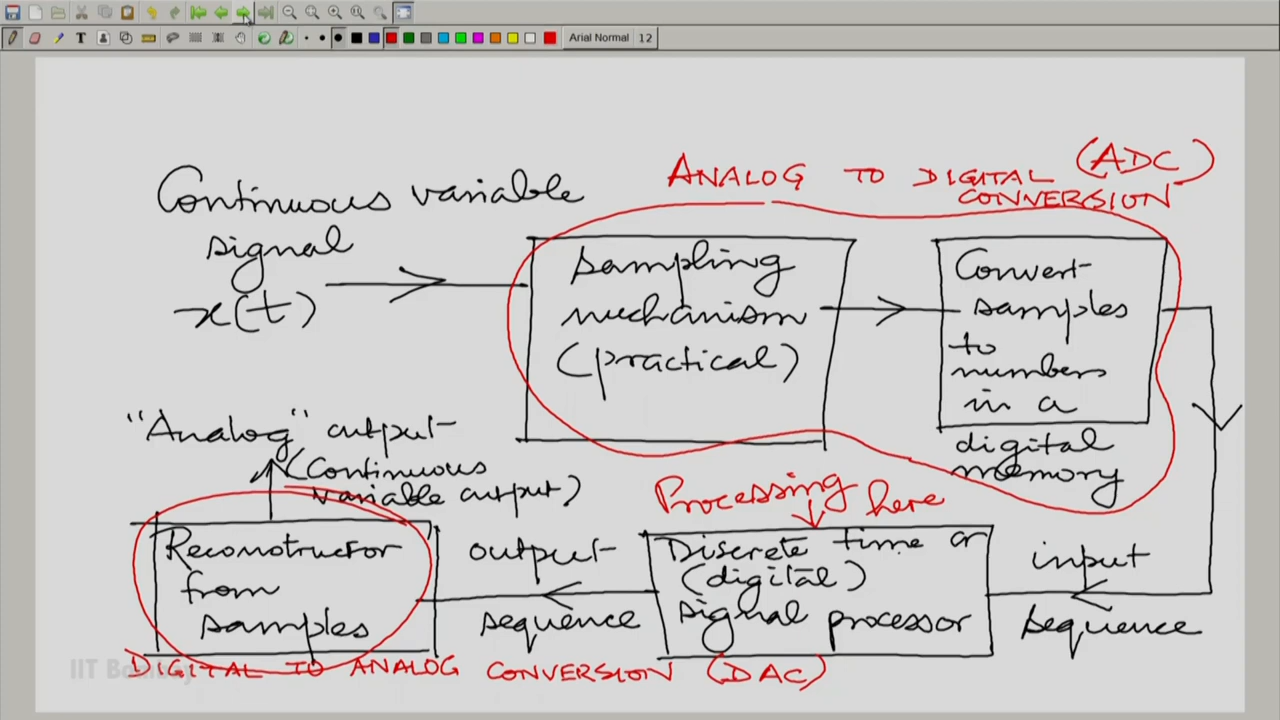 Arial Normal 12
ANALOG TO DIGITAL (ADC)
CONVERSION
Continuous variable
signal
x(t)
Sampling
mechanism
(practical)
Convert
samples
to
numbers
in a
digital
memory
"Analog" output
(Continuous
variable output)
Processing here
Reconstructor
from
samples
output
sequence
Discrete time or
(digital)
signal processor
input
sequence
DIGITAL TO ANALOG CONVERSION (DAC)
IIT Bombay